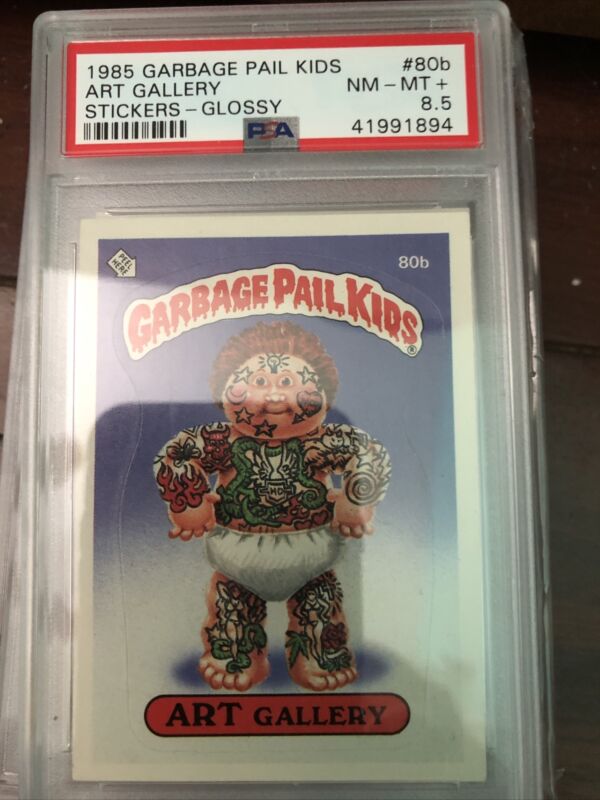 1985 GARBAGE PAIL KIDS #80b
ART GALLERY NM – MT +
STICKERS – GLOSSY 8.5
PSA 41991894
PEEL HERE
80b
GARBAGE PAIL KIDS®
HD
ART GALLERY